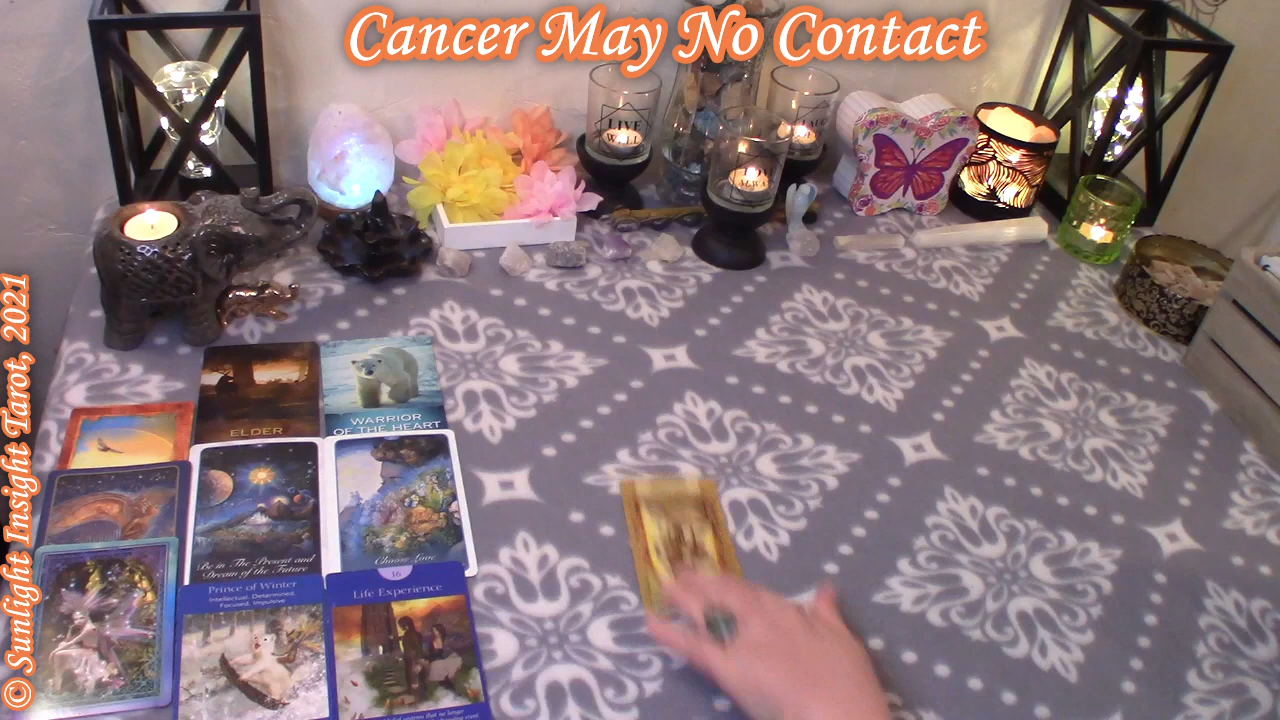 Cancer May No Contact
© Sunlight Insight Tarot, 2021
LIVE
WELL
ELDER
WARRIOR
OF THE HEART
Be in The Present and
Dream of the Future
Choose Love
Prince of Winter
Intellectual, Determined,
Focused, Impulsive
16
Life Experience